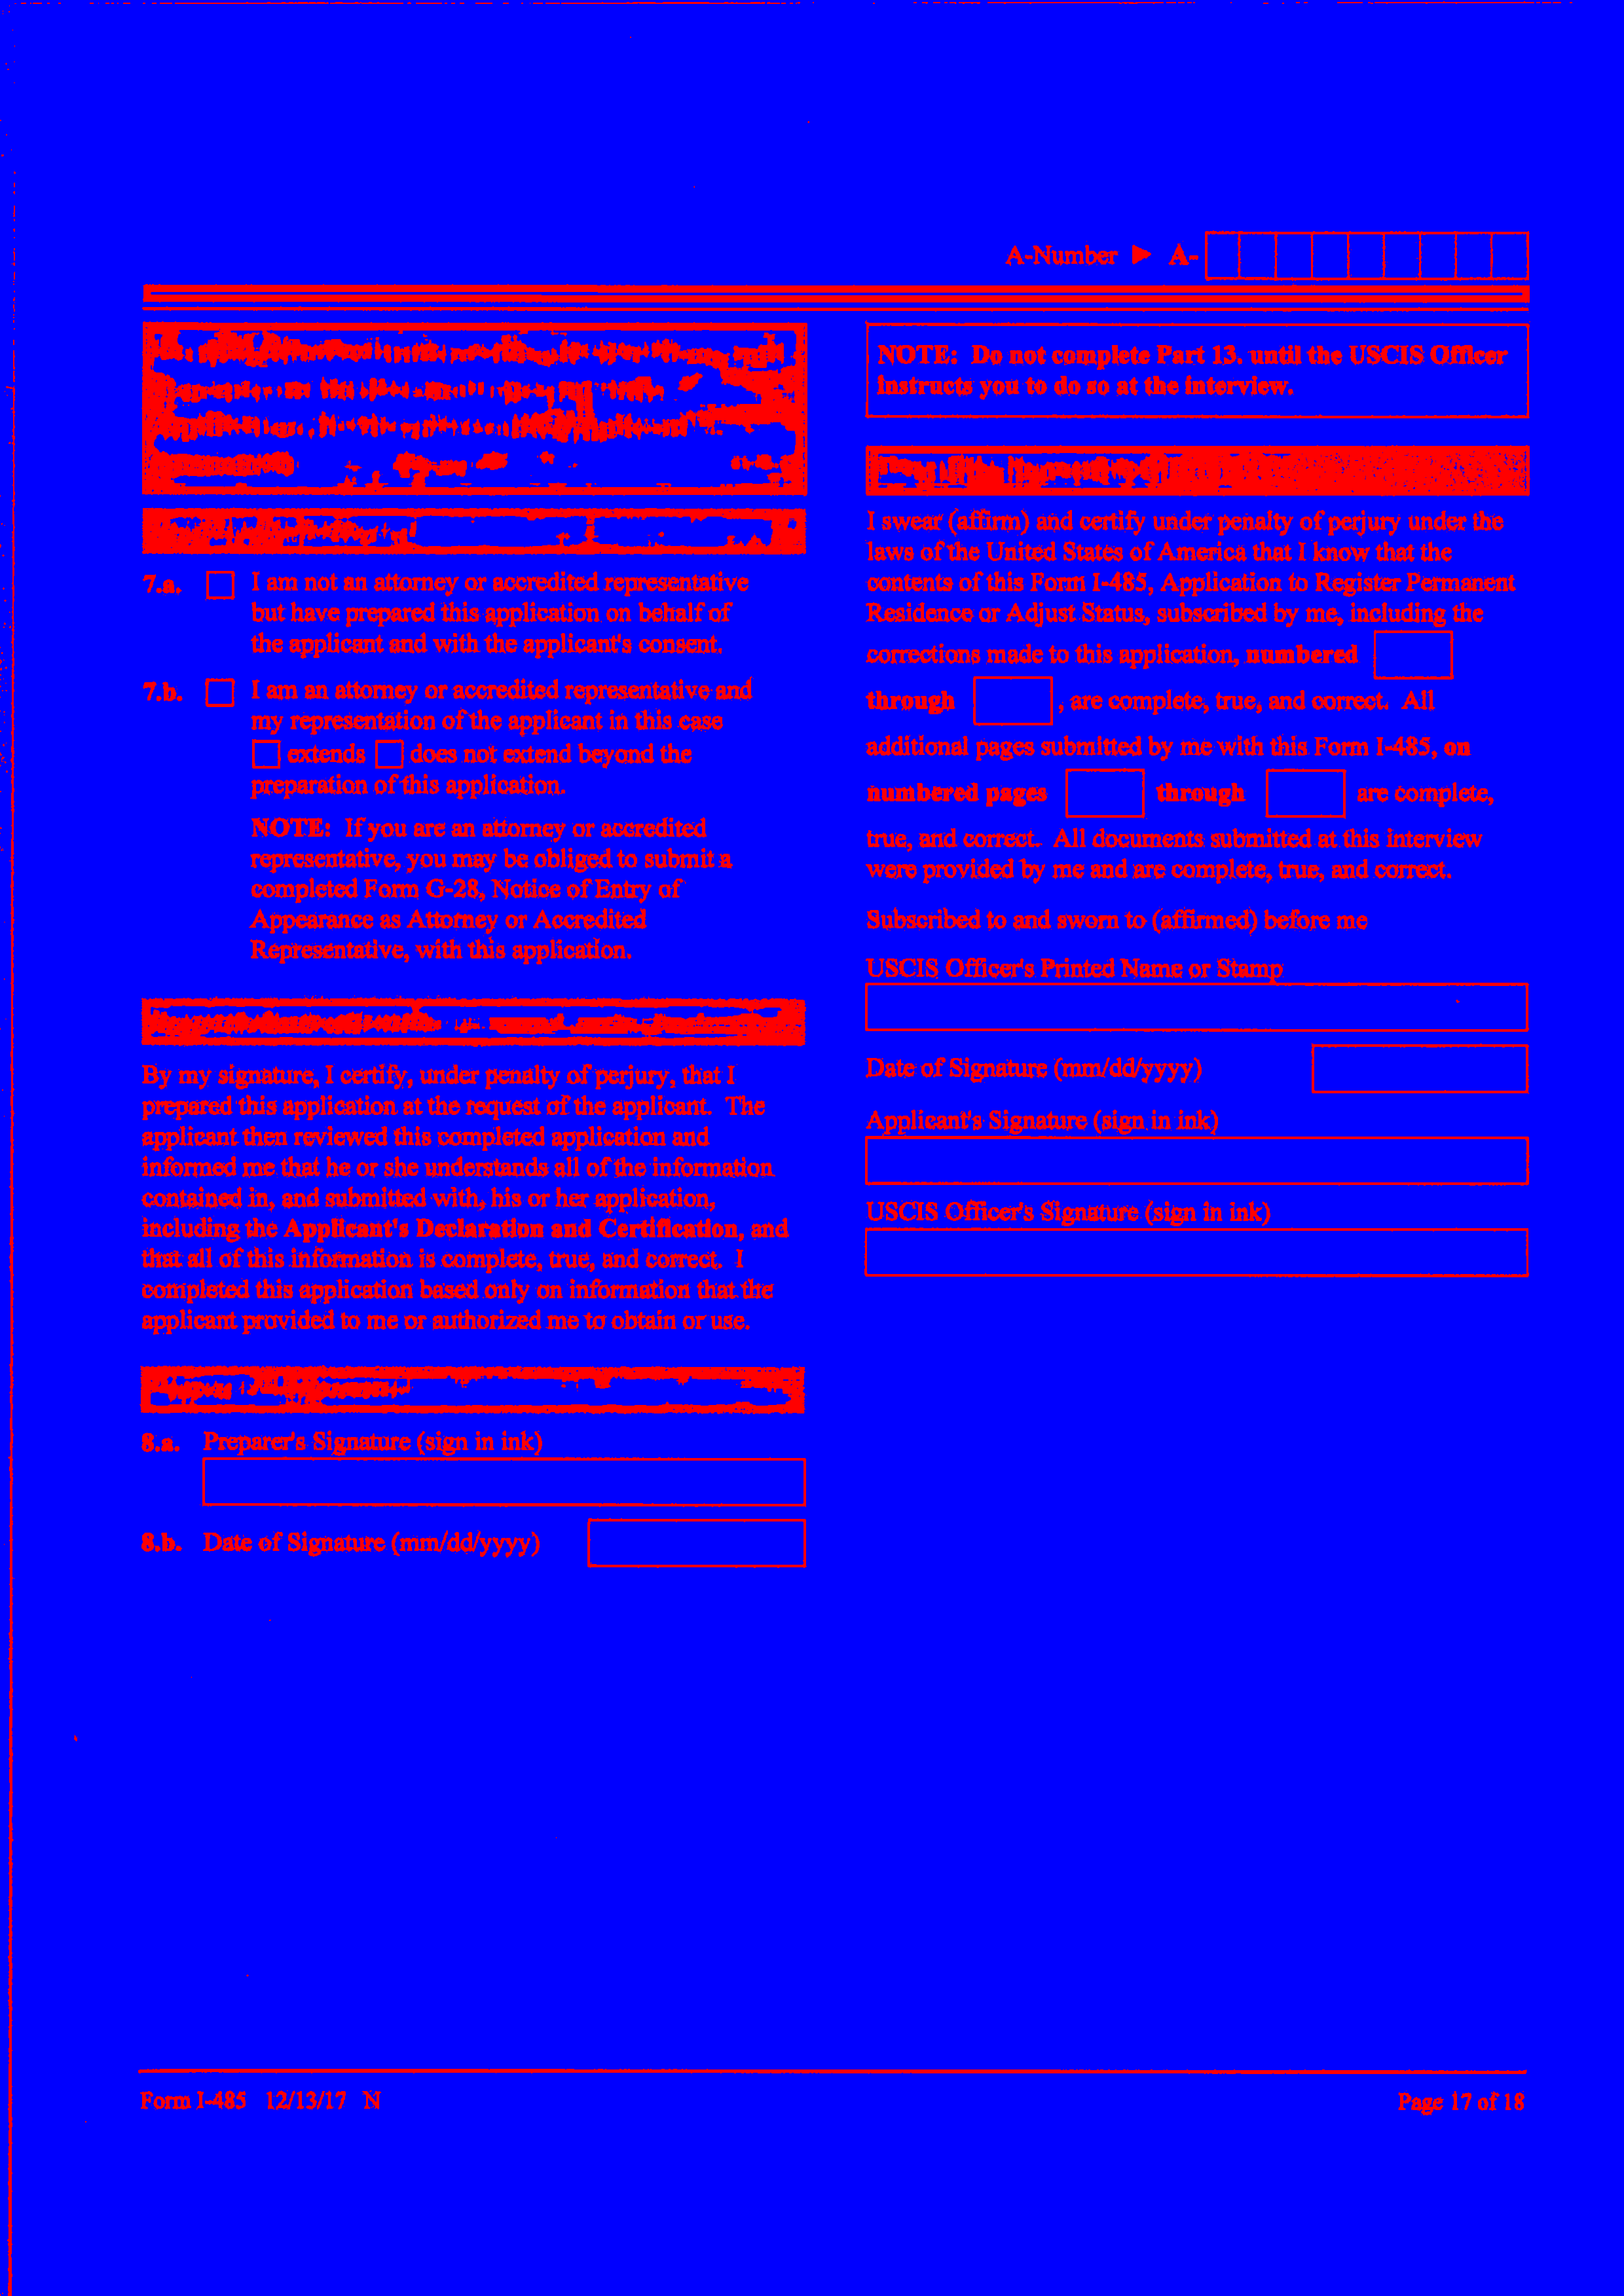 A-Number ► A-
7.a. I am not an attorney or accredited representative
but have prepared this application on behalf of
the applicant and with the applicant's consent.
7.b. I am an attorney or accredited representative and
my representation of the applicant in this case
extends does not extend beyond the
preparation of this application.
NOTE: If you are an attorney or accredited
representative, you may be obliged to submit a
completed Form G-28, Notice of Entry of
Appearance as Attorney or Accredited
Representative, with this application.
By my signature, I certify, under penalty of perjury, that I
prepared this application at the request of the applicant. The
applicant then reviewed this completed application and
informed me that he or she understands all of the information
contained in, and submitted with, his or her application,
including the Applicant's Declaration and Certification, and
that all of this information is complete, true, and correct. I
completed this application based only on information that the
applicant provided to me or authorized me to obtain or use.
8.a. Preparer's Signature (sign in ink)
8.b. Date of Signature (mm/dd/yyyy)
NOTE: Do not complete Part 13. until the USCIS Officer
instructs you to do so at the interview.
I swear (affirm) and certify under penalty of perjury under the
laws of the United States of America that I know that the
contents of this Form I-485, Application to Register Permanent
Residence or Adjust Status, subscribed by me, including the
corrections made to this application, numbered
through , are complete, true, and correct. All
additional pages submitted by me with this Form I-485, on
numbered pages through are complete,
true, and correct. All documents submitted at this interview
were provided by me and are complete, true, and correct.
Subscribed to and sworn to (affirmed) before me
USCIS Officer's Printed Name or Stamp
Date of Signature (mm/dd/yyyy)
Applicant's Signature (sign in ink)
USCIS Officer's Signature (sign in ink)
Form I-485 12/13/17 N
Page 17 of 18